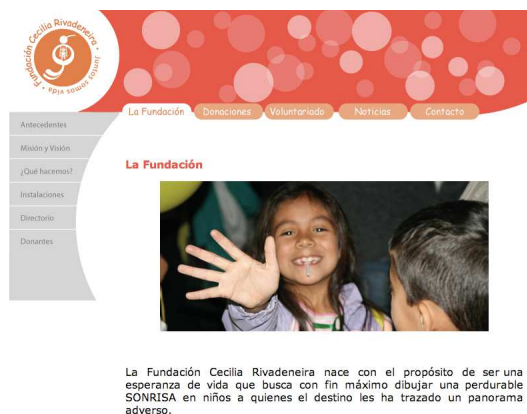 Fundación Cecilia Rivadeneira • Juntos somos vida •
La Fundación Donaciones Voluntariado Noticias Contacto
Antecedentes
Misión y Visión
¿Qué hacemos?
Instalaciones
Directorio
Donantes
La Fundación
La Fundación Cecilia Rivadeneira nace con el propósito de ser una
esperanza de vida que busca con fin máximo dibujar una perdurable
SONRISA en niños a quienes el destino les ha trazado un panorama
adverso.